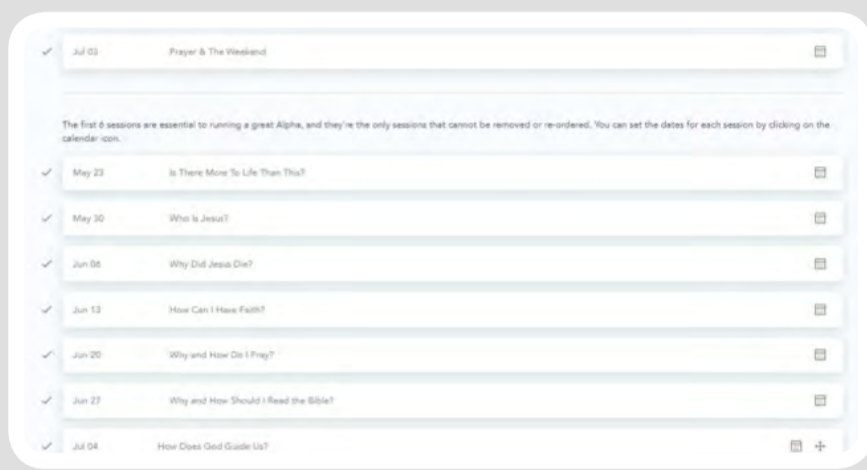 Jul 03 Prayer & The Weekend
The first 6 sessions are essential to running a great Alpha, and they're the only sessions that cannot be removed or re-ordered. You can set the dates for each session by clicking on the
calendar icon.
May 23 Is There More To Life Than This?
May 30 Who Is Jesus?
Jun 06 Why Did Jesus Die?
Jun 13 How Can I Have Faith?
Jun 20 Why and How Do I Pray?
Jun 27 Why and How Should I Read the Bible?
Jul 04 How Does God Guide Us?